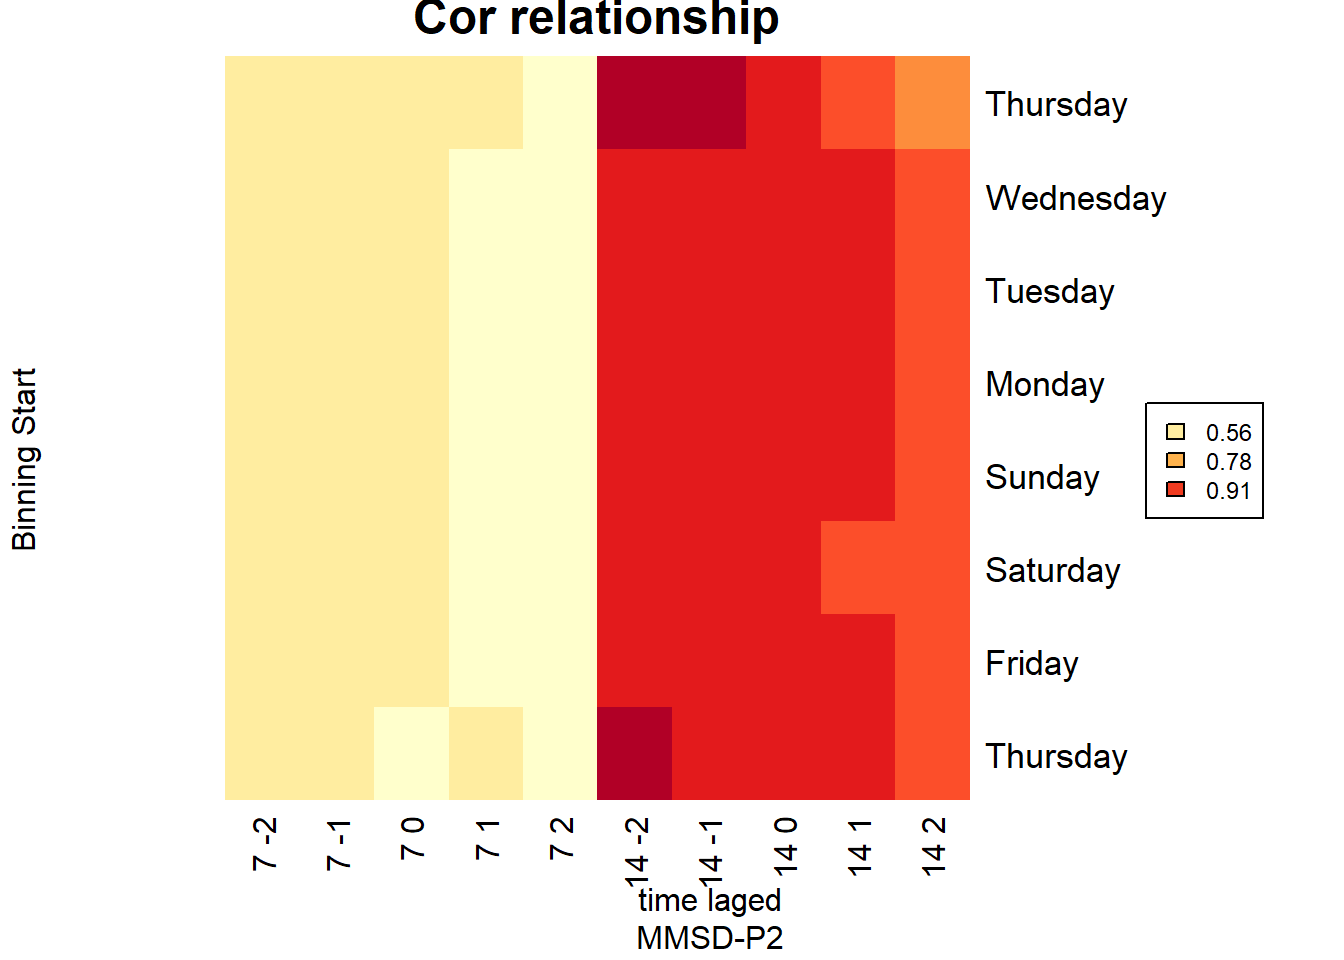 Cor relationship
Thursday
Wednesday
Tuesday
Monday
Sunday
Saturday
Friday
Thursday
Binning Start
0.56
0.78
0.91
7 -2
7 -1
7 0
7 1
7 2
14 -2
14 -1
14 0
14 1
14 2
time laged
MMSD-P2